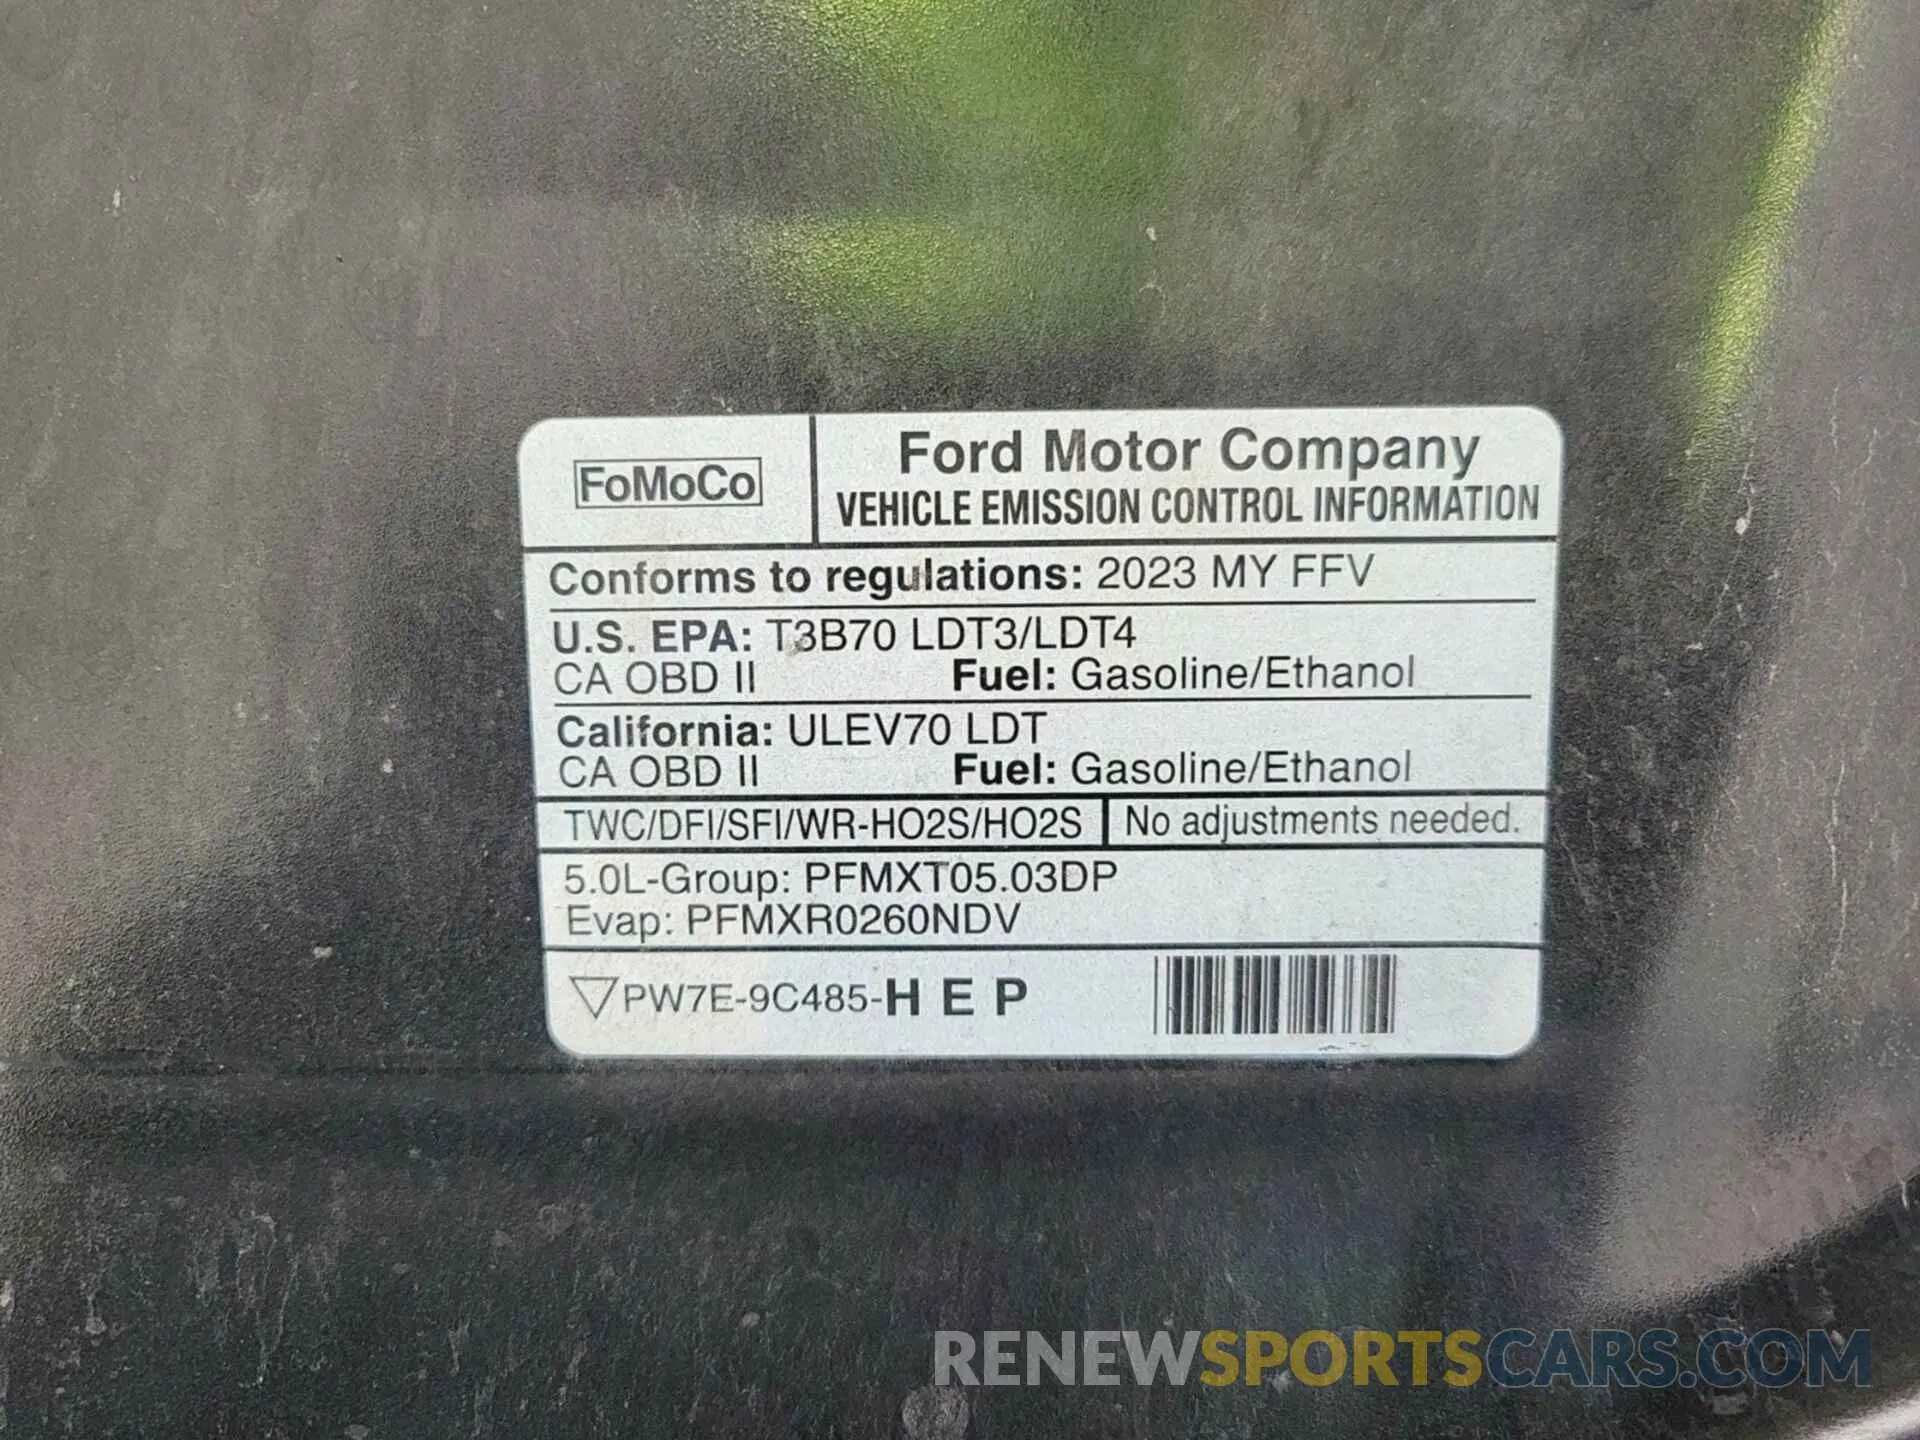 FoMoCo
Ford Motor Company
VEHICLE EMISSION CONTROL INFORMATION
Conforms to regulations: 2023 MY FFV
U.S. EPA: T3B70 LDT3/LDT4
CA OBD II Fuel: Gasoline/Ethanol
California: ULEV70 LDT
CA OBD II Fuel: Gasoline/Ethanol
TWC/DFI/SFI/WR-HO2S/HO2S No adjustments needed.
5.0L-Group: PFMXT05.03DP
Evap: PFMXR0260NDV
PW7E-9C485-H E P
RENEWSPORTSCARS.COM